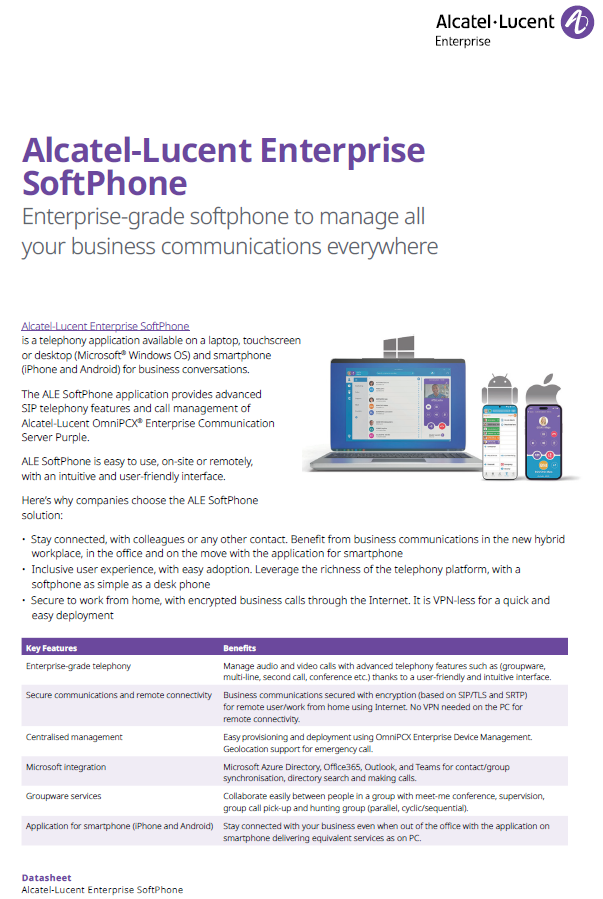 Alcatel·Lucent
Enterprise
Alcatel-Lucent Enterprise
SoftPhone
Enterprise-grade softphone to manage all
your business communications everywhere
Alcatel-Lucent Enterprise SoftPhone
is a telephony application available on a laptop, touchscreen
or desktop (Microsoft® Windows OS) and smartphone
(iPhone and Android) for business conversations.
The ALE SoftPhone application provides advanced
SIP telephony features and call management of
Alcatel-Lucent OmniPCX® Enterprise Communication
Server Purple.
ALE SoftPhone is easy to use, on-site or remotely,
with an intuitive and user-friendly interface.
Here's why companies choose the ALE SoftPhone
solution:
• Stay connected, with colleagues or any other contact. Benefit from business communications in the new hybrid
workplace, in the office and on the move with the application for smartphone
• Inclusive user experience, with easy adoption. Leverage the richness of the telephony platform, with a
softphone as simple as a desk phone
• Secure to work from home, with encrypted business calls through the Internet. It is VPN-less for a quick and
easy deployment
Key Features Benefits
Enterprise-grade telephony Manage audio and video calls with advanced telephony features such as (groupware,
multi-line, second call, conference etc.) thanks to a user-friendly and intuitive interface.
Secure communications and remote connectivity Business communications secured with encryption (based on SIP/TLS and SRTP)
for remote user/work from home using Internet. No VPN needed on the PC for
remote connectivity.
Centralised management Easy provisioning and deployment using OmniPCX Enterprise Device Management.
Geolocation support for emergency call.
Microsoft integration Microsoft Azure Directory, Office365, Outlook, and Teams for contact/group
synchronisation, directory search and making calls.
Groupware services Collaborate easily between people in a group with meet-me conference, supervision,
group call pick-up and hunting group (parallel, cyclic/sequential).
Application for smartphone (iPhone and Android) Stay connected with your business even when out of the office with the application on
smartphone delivering equivalent services as on PC.
Datasheet
Alcatel-Lucent Enterprise SoftPhone